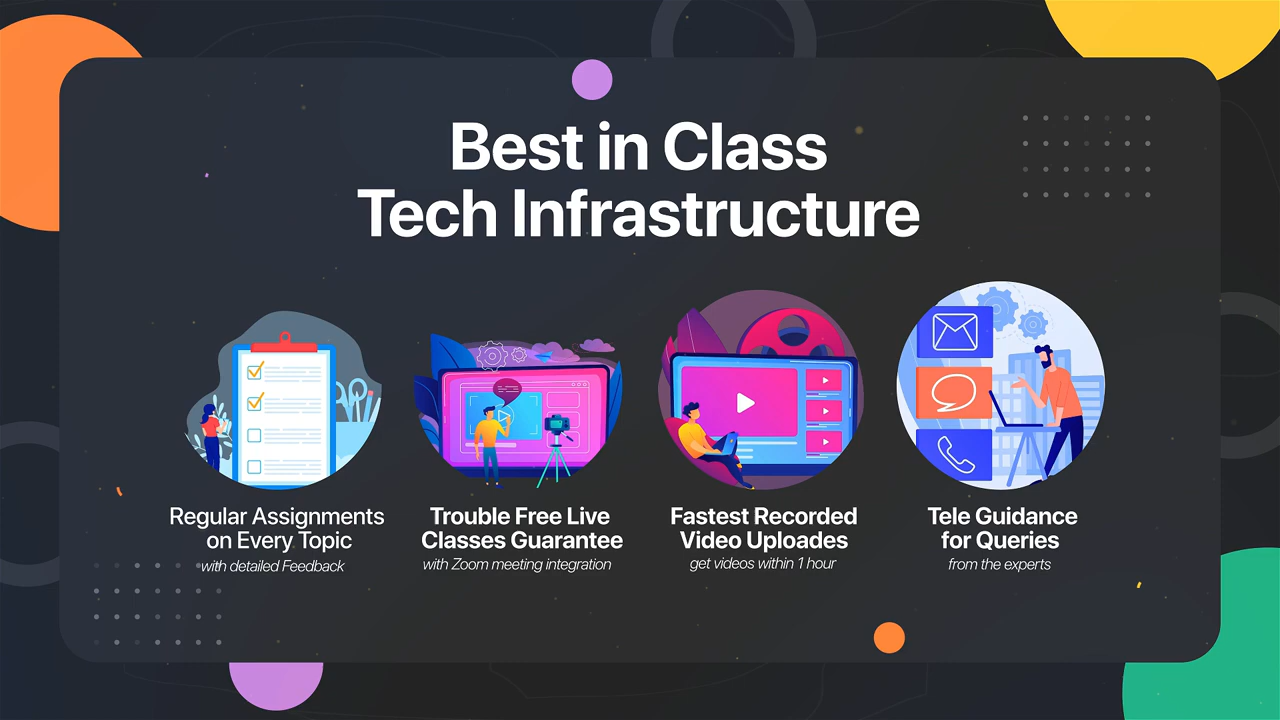 Best in Class
Tech Infrastructure
Regular Assignments
on Every Topic
with detailed Feedback
Trouble Free Live
Classes Guarantee
with Zoom meeting integration
Fastest Recorded
Video Uploades
get videos within 1 hour
Tele Guidance
for Queries
from the experts